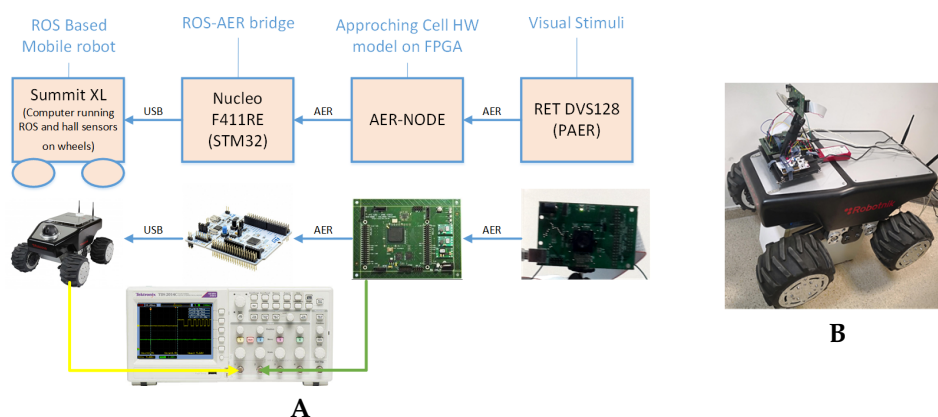 ROS Based
Mobile robot
ROS-AER bridge
Approching Cell HW
model on FPGA
Visual Stimuli
Summit XL
(Computer running
ROS and hall sensors
on wheels)
USB
Nucleo
F411RE
(STM32)
AER
AER-NODE
AER
RET DVS128
(PAER)
USB
AER
AER
Tektronix
Robotnik
A
B